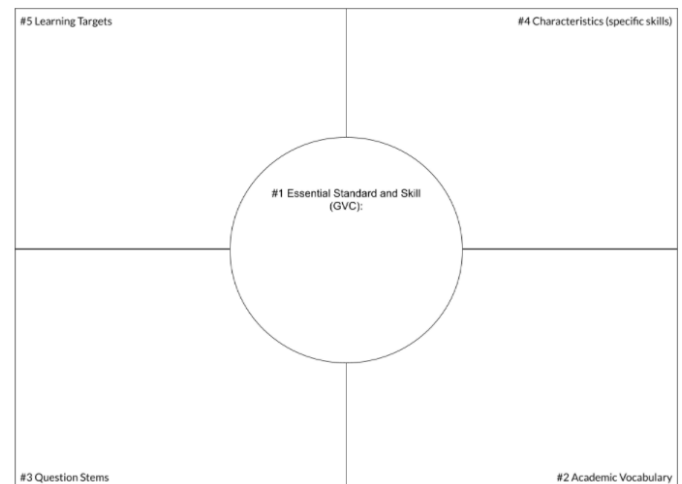 #5 Learning Targets
#4 Characteristics (specific skills)
#1 Essential Standard and Skill
(GVC):
#3 Question Stems
#2 Academic Vocabulary